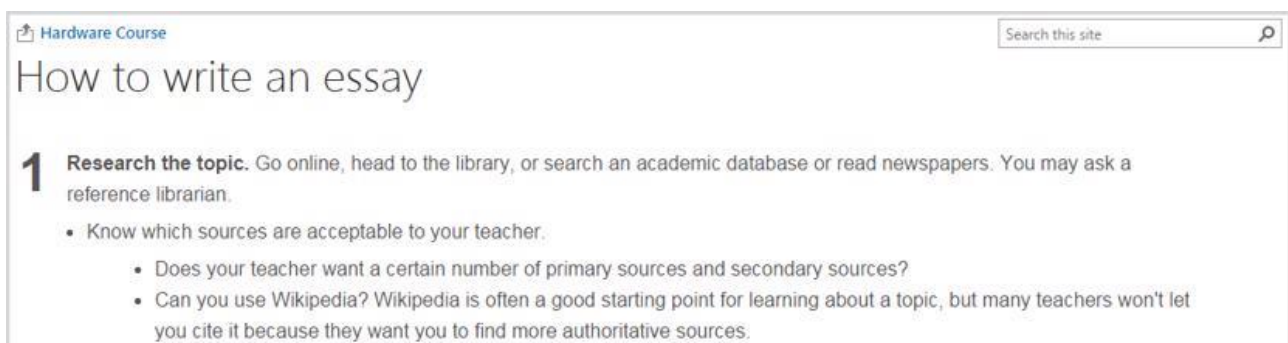 Hardware Course
Search this site
How to write an essay
1 Research the topic. Go online, head to the library, or search an academic database or read newspapers. You may ask a
reference librarian.
• Know which sources are acceptable to your teacher.
• Does your teacher want a certain number of primary sources and secondary sources?
• Can you use Wikipedia? Wikipedia is often a good starting point for learning about a topic, but many teachers won't let
you cite it because they want you to find more authoritative sources.